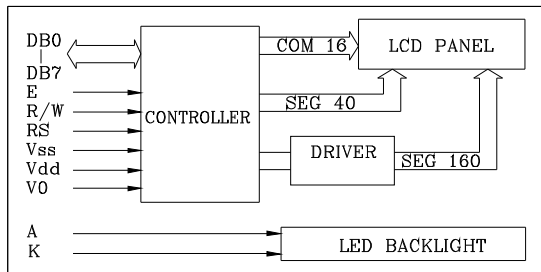 DB0
DB7
E
R/W
RS
Vss
Vdd
V0
CONTROLLER
COM 16
LCD PANEL
SEG 40
DRIVER
SEG 160
A
K
LED BACKLIGHT